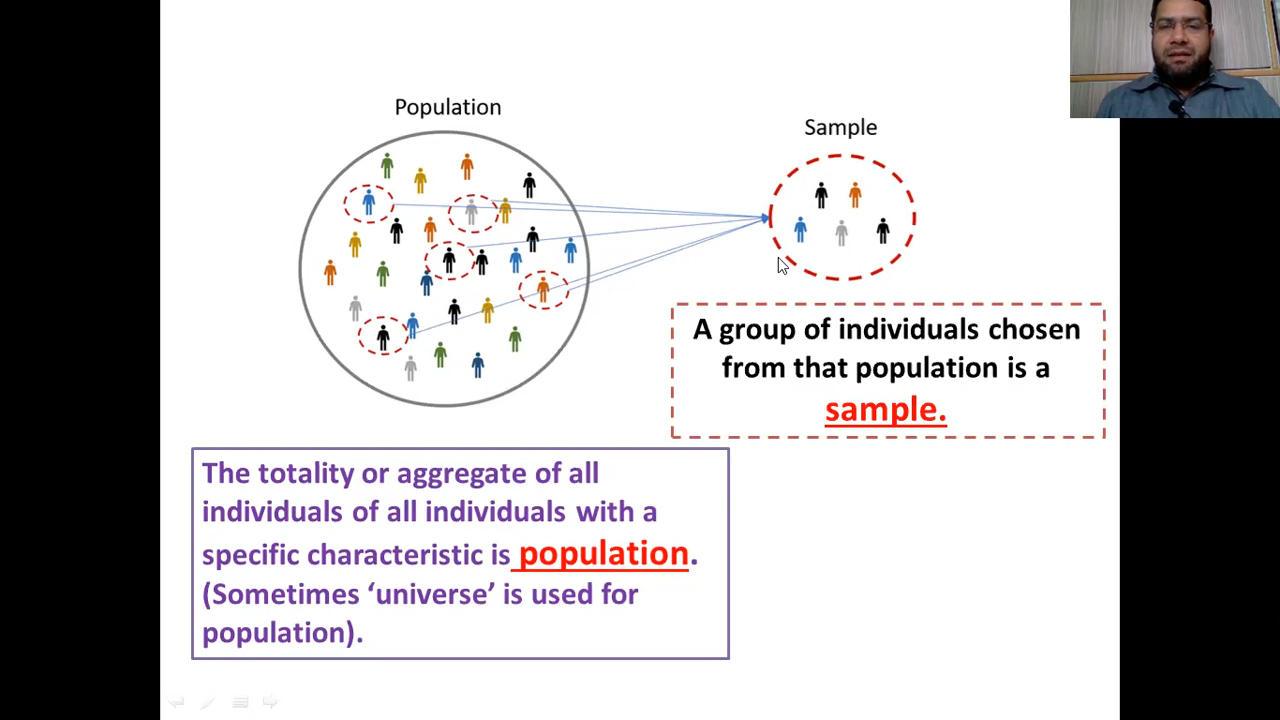 Population
Sample
A group of individuals chosen
from that population is a
sample.
The totality or aggregate of all
individuals of all individuals with a
specific characteristic is population.
(Sometimes ‘universe’ is used for
population).